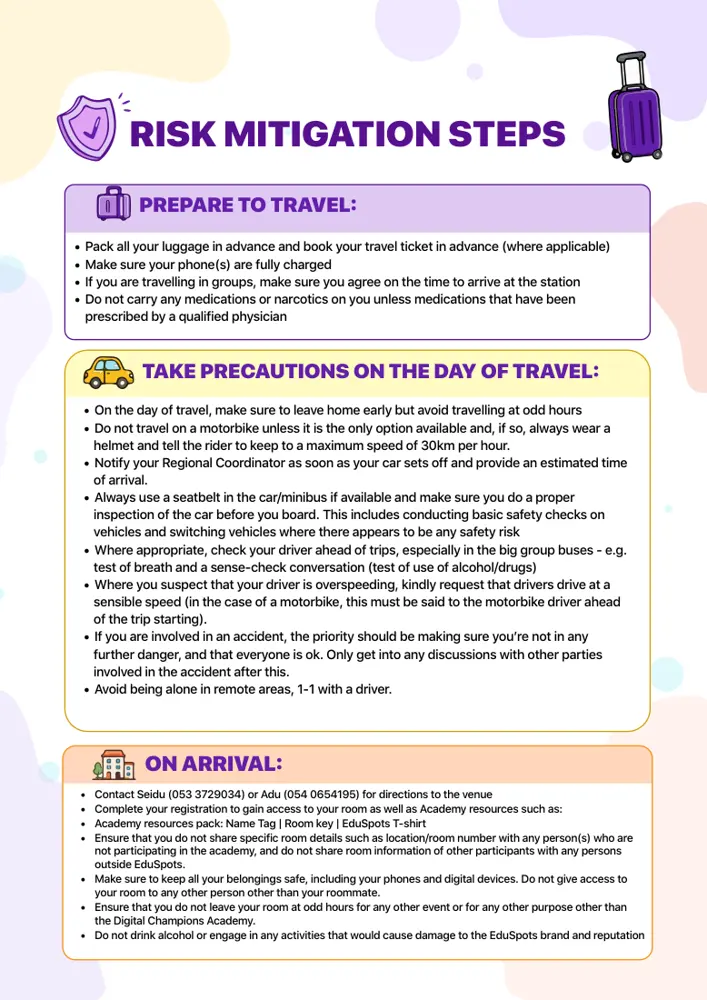 RISK MITIGATION STEPS
PREPARE TO TRAVEL:
• Pack all your luggage in advance and book your travel ticket in advance (where applicable)
• Make sure your phone(s) are fully charged
• If you are travelling in groups, make sure you agree on the time to arrive at the station
• Do not carry any medications or narcotics on you unless medications that have been
prescribed by a qualified physician
TAKE PRECAUTIONS ON THE DAY OF TRAVEL:
• On the day of travel, make sure to leave home early but avoid travelling at odd hours
• Do not travel on a motorbike unless it is the only option available and, if so, always wear a
helmet and tell the rider to keep to a maximum speed of 30km per hour.
• Notify your Regional Coordinator as soon as your car sets off and provide an estimated time
of arrival.
• Always use a seatbelt in the car/minibus if available and make sure you do a proper
inspection of the car before you board. This includes conducting basic safety checks on
vehicles and switching vehicles where there appears to be any safety risk
• Where appropriate, check your driver ahead of trips, especially in the big group buses - e.g.
test of breath and a sense-check conversation (test of use of alcohol/drugs)
• Where you suspect that your driver is overspeeding, kindly request that drivers drive at a
sensible speed (in the case of a motorbike, this must be said to the motorbike driver ahead
of the trip starting).
• If you are involved in an accident, the priority should be making sure you're not in any
further danger, and that everyone is ok. Only get into any discussions with other parties
involved in the accident after this.
• Avoid being alone in remote areas, 1-1 with a driver.
ON ARRIVAL:
• Contact Seidu (053 3729034) or Adu (054 0654195) for directions to the venue
• Complete your registration to gain access to your room as well as Academy resources such as:
• Academy resources pack: Name Tag | Room key | EduSpots T-shirt
• Ensure that you do not share specific room details such as location/room number with any person(s) who are
not participating in the academy, and do not share room information of other participants with any persons
outside EduSpots.
• Make sure to keep all your belongings safe, including your phones and digital devices. Do not give access to
your room to any other person other than your roommate.
• Ensure that you do not leave your room at odd hours for any other event or for any other purpose other than
the Digital Champions Academy.
• Do not drink alcohol or engage in any activities that would cause damage to the EduSpots brand and reputation